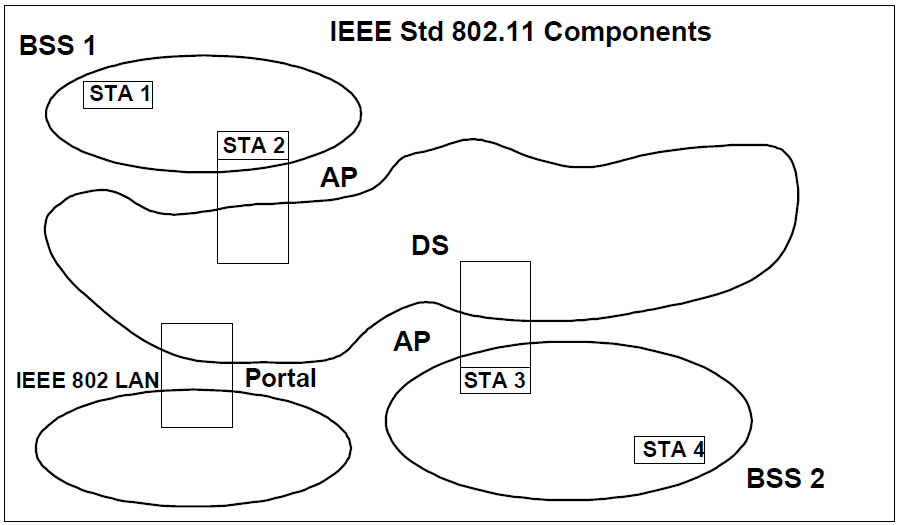 IEEE Std 802.11 Components
BSS 1
STA 1
STA 2
AP
DS
AP
IEEE 802 LAN
Portal
STA 3
STA 4
BSS 2